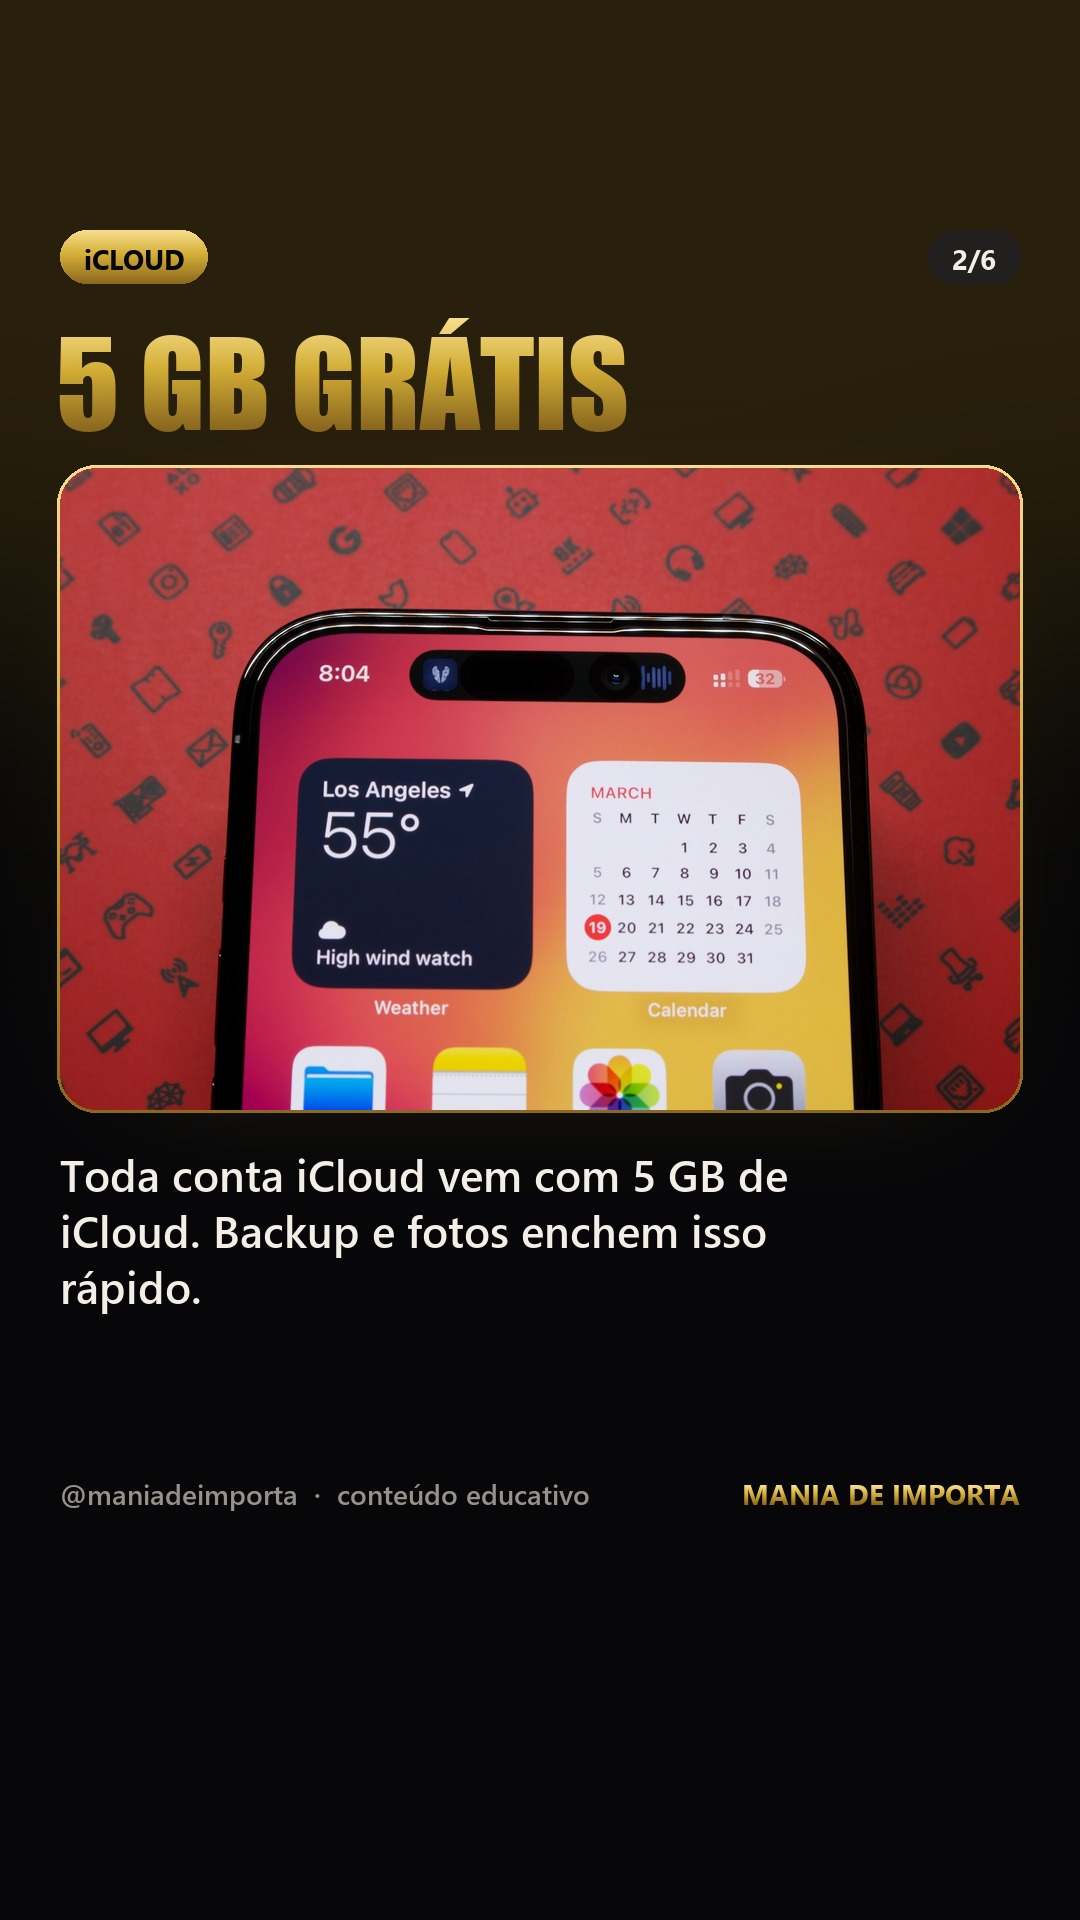 iCLOUD
2/6
5 GB GRÁTIS
8K
8:04
32
Los Angeles
55°
High wind watch
Weather
MARCH
S M T W T F S
1 2 3 4
5 6 7 8 9 10 11
12 13 14 15 16 17 18
19 20 21 22 23 24 25
26 27 28 29 30 31
Calendar
Toda conta iCloud vem com 5 GB de
iCloud. Backup e fotos enchem isso
rápido.
@maniadeimporta · conteúdo educativo
MANIA DE IMPORTA